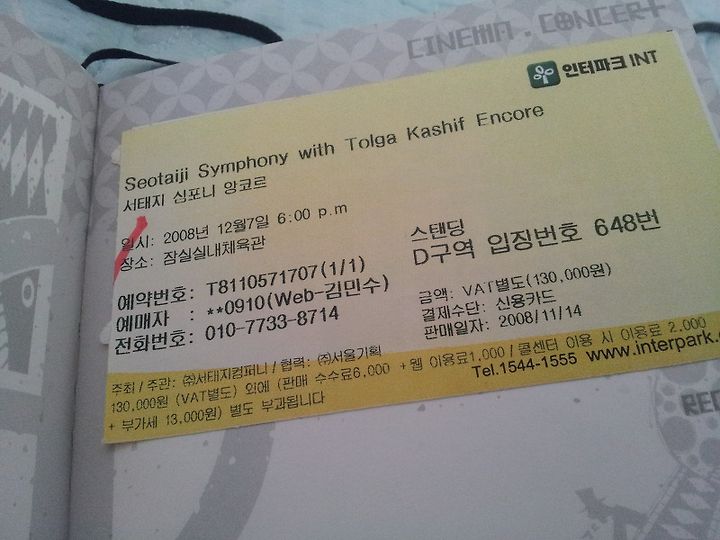 CINEMA . CONCERT
인터파크 INT
Seotaiji Symphony with Tolga Kashif Encore
서태지 심포니 앙코르
일시: 2008년 12월7일 6:00 p.m
장소: 잠실실내체육관
스탠딩
D구역 입장번호 648번
예약번호: T8110571707(1/1)
예매자 : **0910(Web-김민수)
전화번호: 010-7733-8714
금액: VAT별도(130,000원)
결제수단: 신용카드
판매일자: 2008/11/14
주최/주관: ㈜서태지컴퍼니/협력: ㈜서울기획
130,000원 (VAT별도) 외에 (판매 수수료6,000 +웹 이용료1,000/콜센터 이용 시 이용료 2,000
+ 부가세 13,000원) 별도 부과됩니다
Tel.1544-1555 www.interpark.